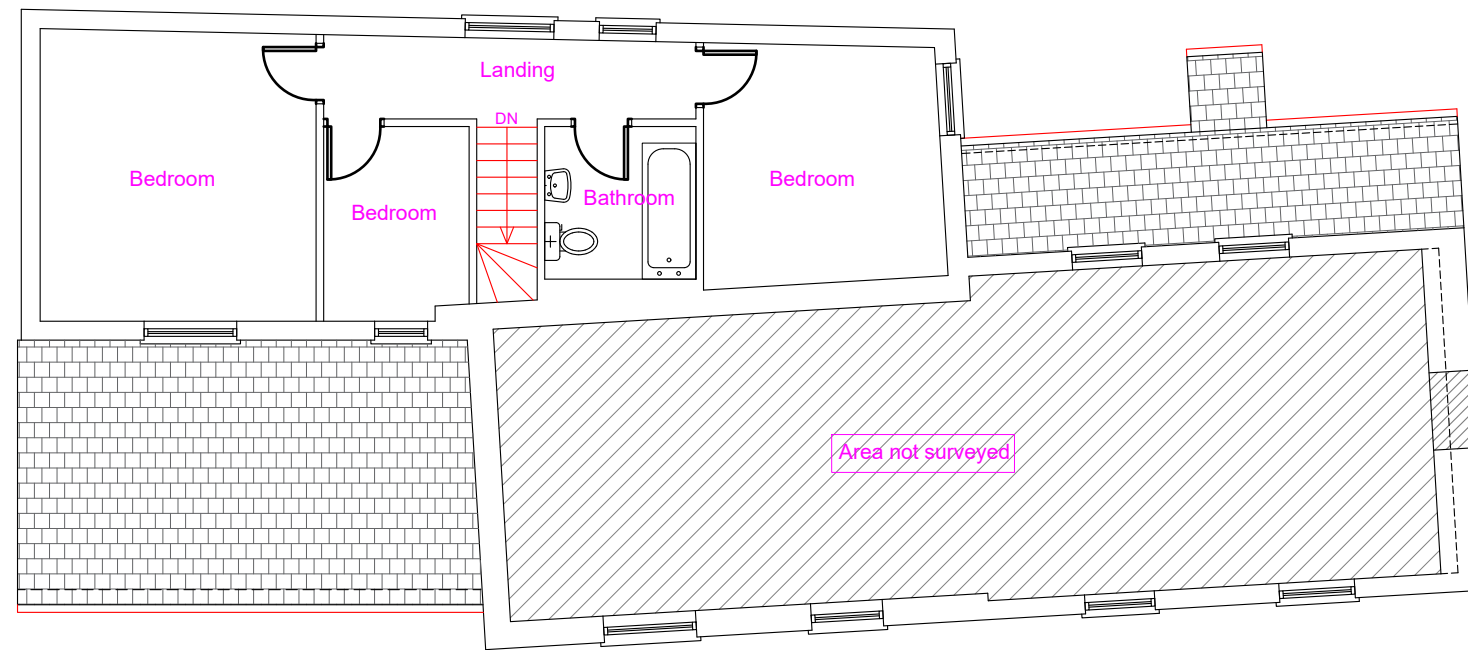 Landing
DN
Bedroom
Bedroom
Bathroom
Bedroom
Area not surveyed